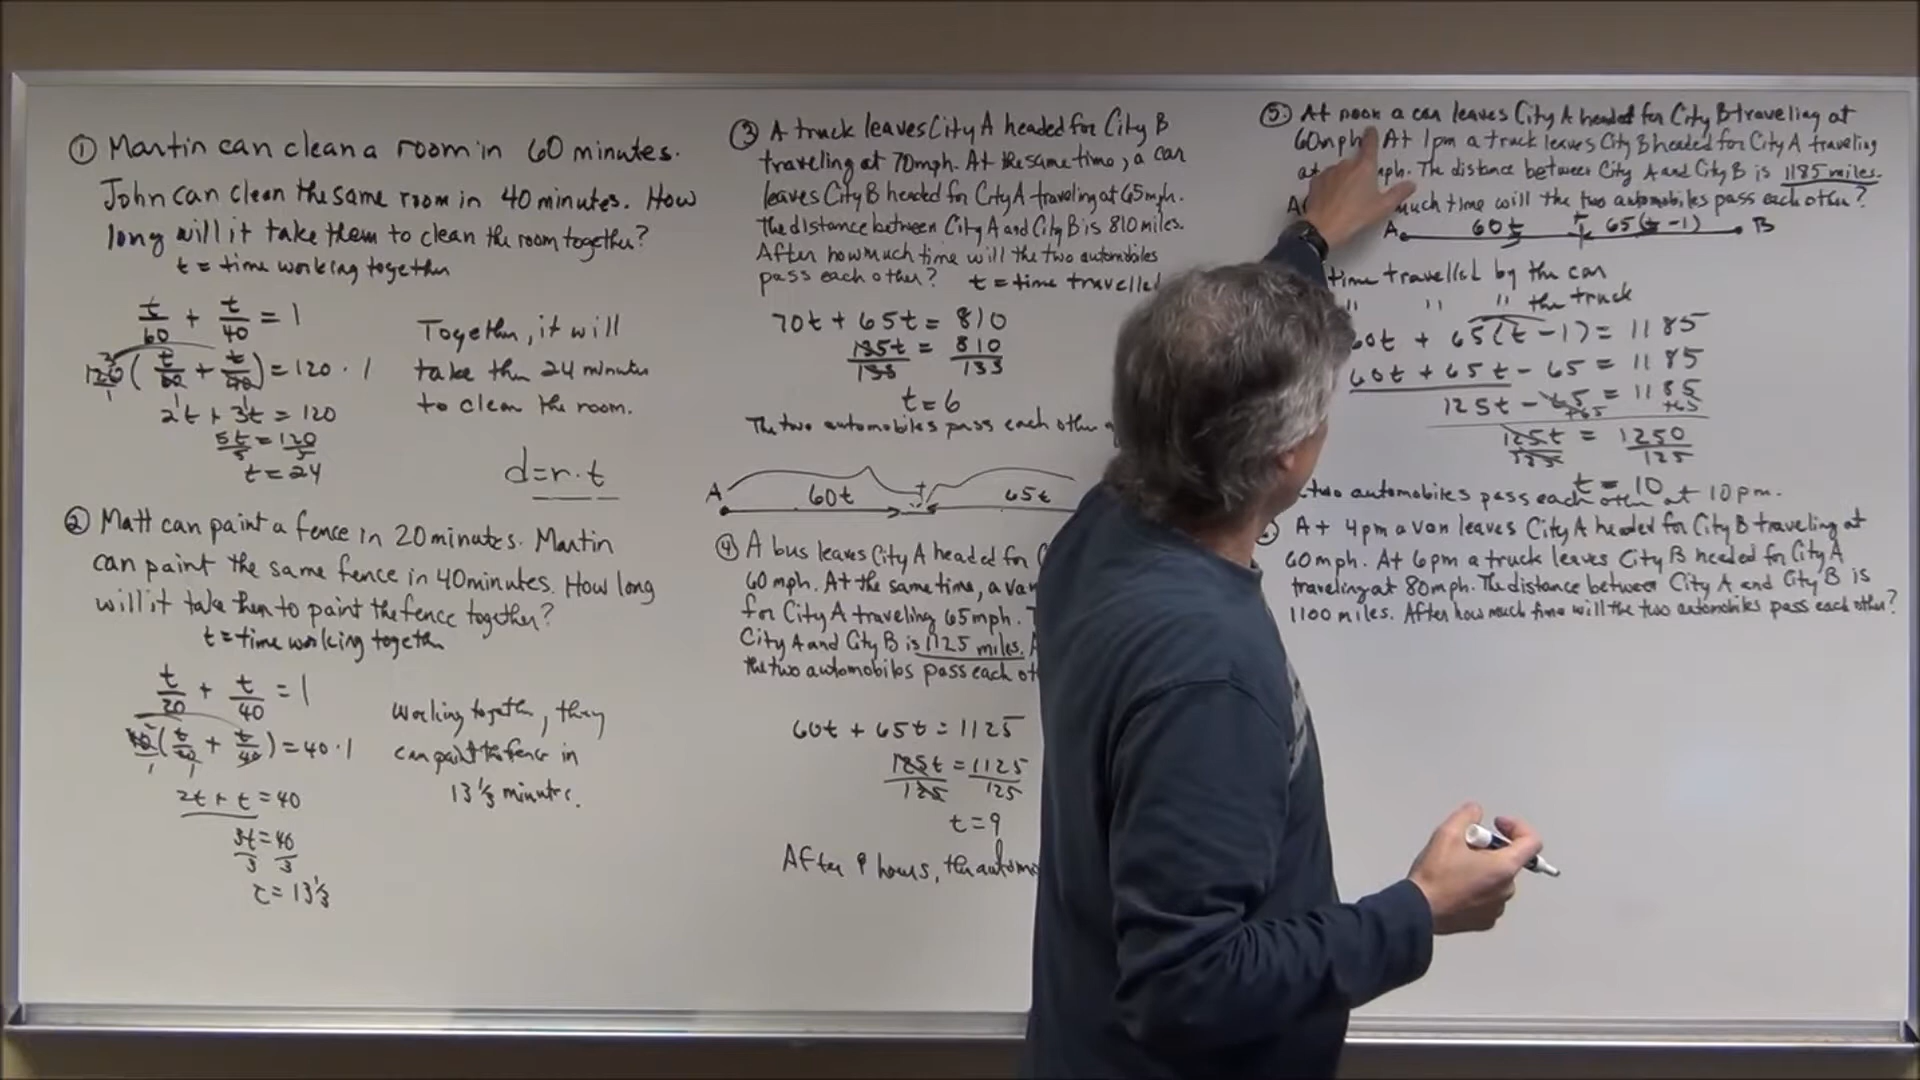 ① Martin can clean a room in 60 minutes.
John can clean the same room in 40 minutes. How
long will it take them to clean the room together?
t = time working together
t/60 + t/40 = 1
120(t/60 + t/40) = 120 · 1
2t + 3t = 120
5t/5 = 120/5
t = 24
Together, it will
take them 24 minutes
to clean the room.
d = r · t
② Matt can paint a fence in 20 minutes. Martin
can paint the same fence in 40 minutes. How long
will it take them to paint the fence together?
t = time working together
t/20 + t/40 = 1
40(t/20 + t/40) = 40 · 1
2t + t = 40
3t/3 = 40/3
t = 13 1/3
Working together, they
can paint the fence in
13 1/3 minutes.
③ A truck leaves City A headed for City B
traveling at 70mph. At the same time, a car
leaves City B headed for City A traveling at 65mph.
The distance between City A and City B is 810 miles.
After how much time will the two automobiles
pass each other? t = time travelled
70t + 65t = 810
135t/135 = 810/135
t = 6
The two automobiles pass each other
A 60t 65t
④ A bus leaves City A headed for
60 mph. At the same time, a van
for City A traveling 65mph.
City A and City B is 1125 miles.
the two automobiles pass each
60t + 65t = 1125
125t/125 = 1125/125
t = 9
After 9 hours, the
⑤ At noon a car leaves City A headed for City B traveling at
60mph. At 1pm a truck leaves City B headed for City A traveling
at mph. The distance between City A and City B is 1185 miles.
much time will the two automobiles pass each other?
A 60t 65(t-1) B
time travelled by the car
" " " the truck
60t + 65(t-1) = 1185
60t + 65t - 65 = 1185
125t - 65 = 1185
+65 +65
125t/125 = 1250/125
t = 10
two automobiles pass each other at 10pm.
At 4pm a van leaves City A headed for City B traveling at
60mph. At 6pm a truck leaves City B headed for City A
traveling at 80mph. The distance between City A and City B is
1100 miles. After how much time will the two automobiles pass each other?